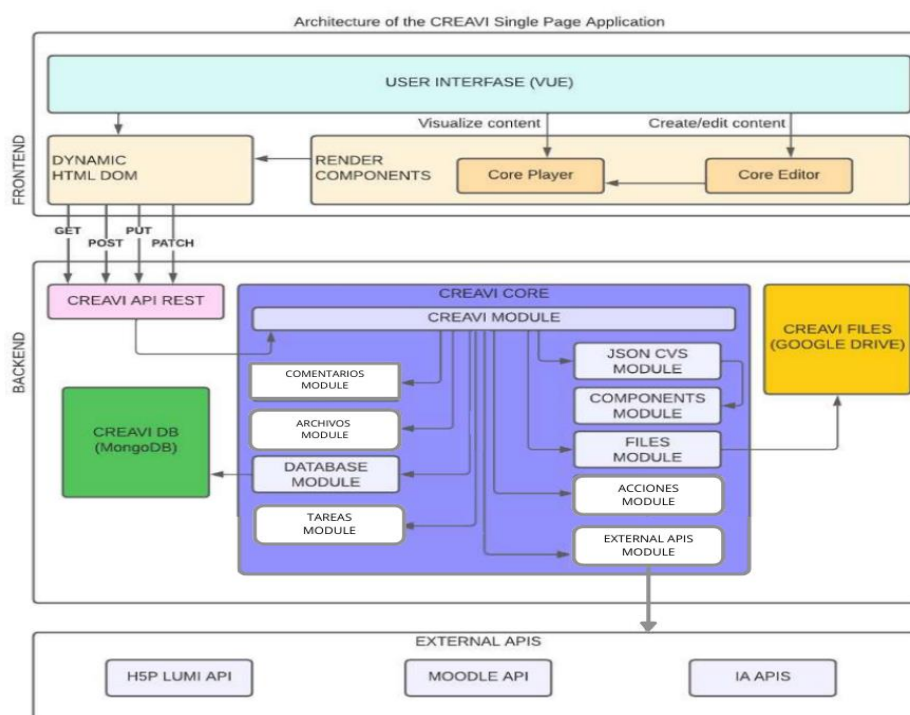 Architecture of the CREAVI Single Page Application
FRONTEND
USER INTERFASE (VUE)
Visualize content
Create/edit content
DYNAMIC
HTML DOM
RENDER
COMPONENTS
Core Player
Core Editor
GET
POST
PUT
PATCH
BACKEND
CREAVI API REST
CREAVI CORE
CREAVI MODULE
COMENTARIOS
MODULE
ARCHIVOS
MODULE
DATABASE
MODULE
TAREAS
MODULE
JSON CVS
MODULE
COMPONENTS
MODULE
FILES
MODULE
ACCIONES
MODULE
EXTERNAL APIS
MODULE
CREAVI FILES
(GOOGLE DRIVE)
CREAVI DB
(MongoDB)
EXTERNAL APIS
H5P LUMI API
MOODLE API
IA APIS